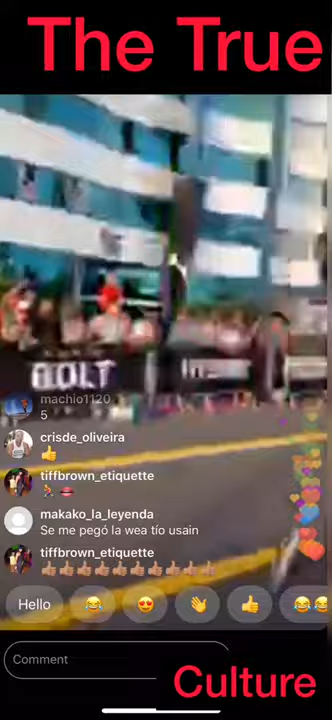 The True
BOLT
machio1120
5
crisde_oliveira
👍
tiffbrown_etiquette
makako_la_leyenda
Se me pegó la wea tío usain
tiffbrown_etiquette
👍🏽👍🏽👍🏽👍🏽👍🏽👍🏽👍🏽👍🏽👍🏽👍🏽
Hello 😂 😍 👋 👍 😂😂
Comment
Culture